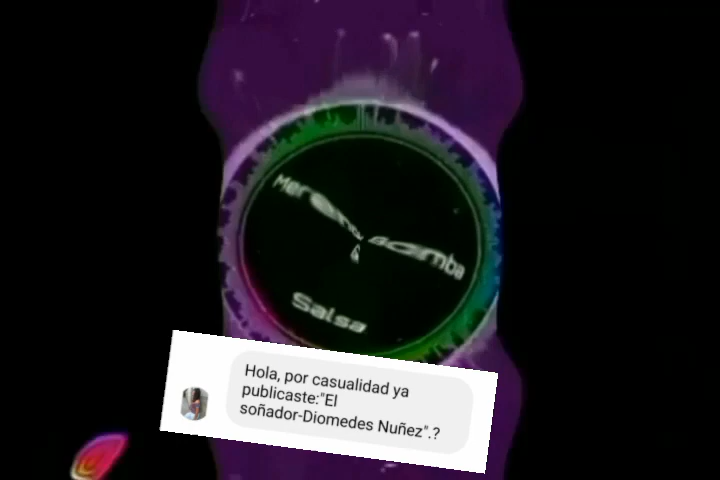 Salsa
Hola, por casualidad ya
publicaste:"El
soñador-Diomedes Nuñez".?